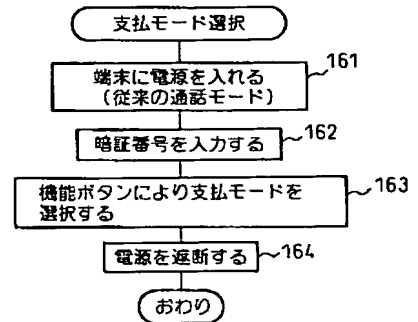 支払モード選択
端末に電源を入れる
(従来の通話モード)
161
暗証番号を入力する
162
機能ボタンにより支払モードを
選択する
163
電源を遮断する
164
おわり